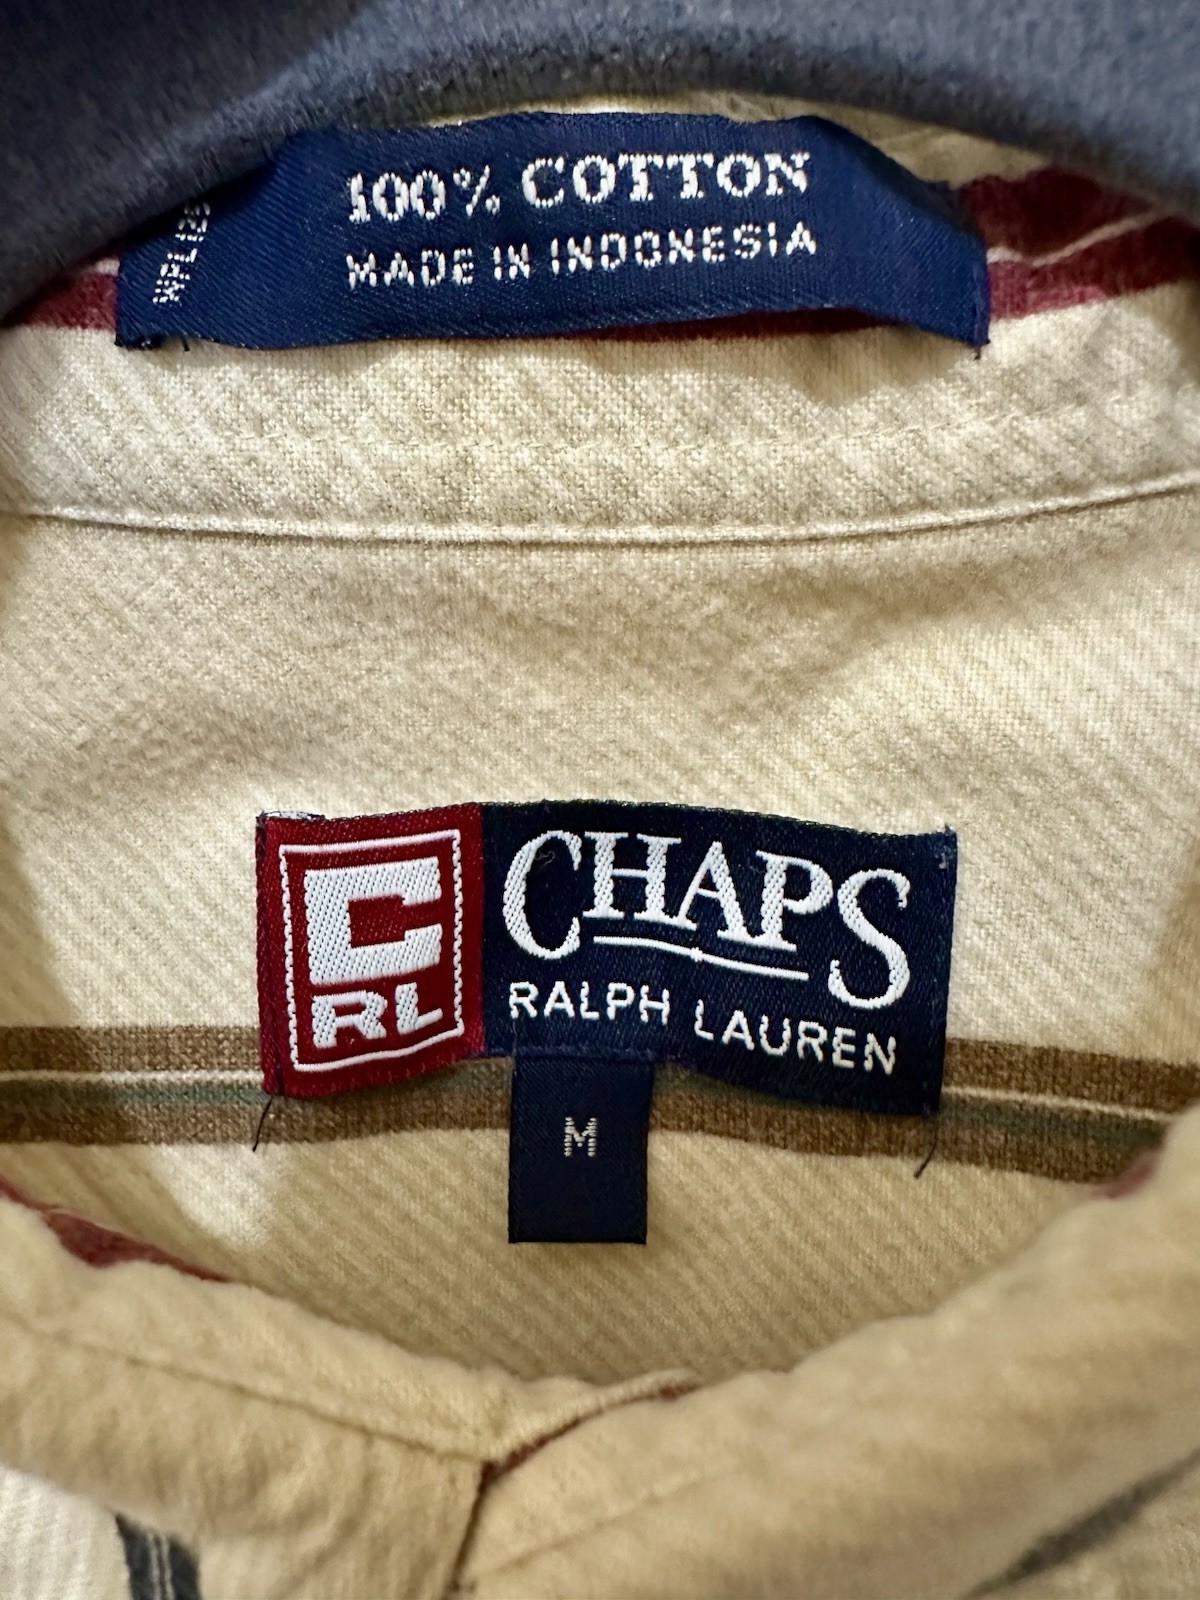 100% COTTON
MADE IN INDONESIA
C
RL
CHAPS
RALPH LAUREN
M